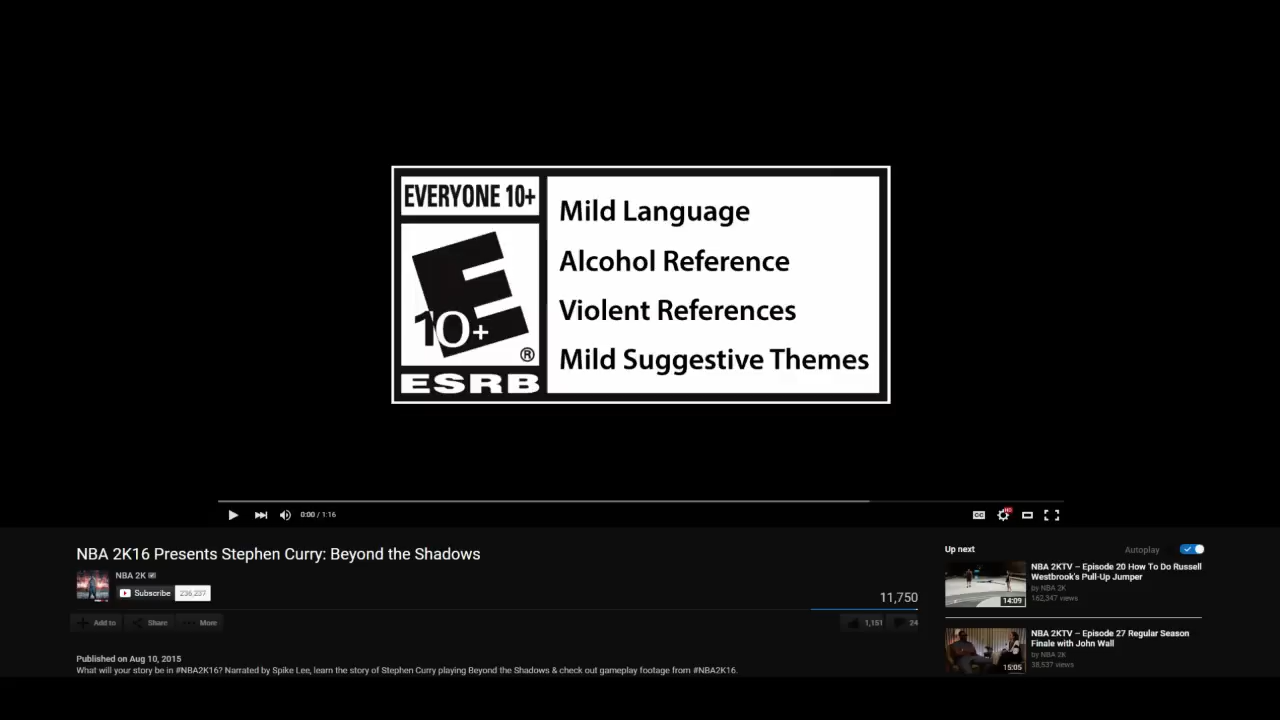 EVERYONE 10+
E
10+
®
ESRB
Mild Language
Alcohol Reference
Violent References
Mild Suggestive Themes
0:00 / 1:16
CC
HD
NBA 2K16 Presents Stephen Curry: Beyond the Shadows
NBA 2K
Subscribe 236,237
11,750
Add to Share More
1,151 24
Published on Aug 10, 2015
What will your story be in #NBA2K16? Narrated by Spike Lee, learn the story of Stephen Curry playing Beyond the Shadows & check out gameplay footage from #NBA2K16.
Up next
Autoplay
NBA 2KTV – Episode 20 How To Do Russell
Westbrook's Pull-Up Jumper
by NBA 2K
162,347 views
14:09
NBA 2KTV – Episode 27 Regular Season
Finale with John Wall
by NBA 2K
38,537 views
15:05